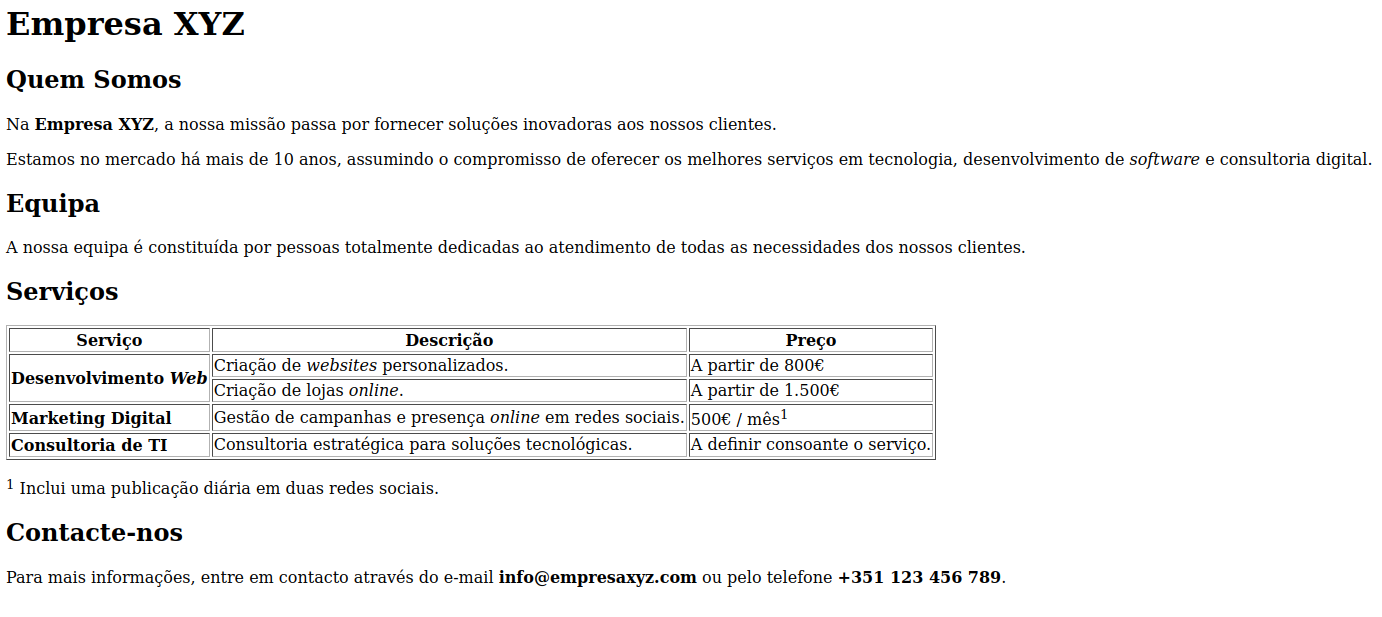 Empresa XYZ
Quem Somos
Na Empresa XYZ, a nossa missão passa por fornecer soluções inovadoras aos nossos clientes.
Estamos no mercado há mais de 10 anos, assumindo o compromisso de oferecer os melhores serviços em tecnologia, desenvolvimento de software e consultoria digital.
Equipa
A nossa equipa é constituída por pessoas totalmente dedicadas ao atendimento de todas as necessidades dos nossos clientes.
Serviços
Serviço Descrição Preço
Desenvolvimento Web Criação de websites personalizados. A partir de 800€
Criação de lojas online. A partir de 1.500€
Marketing Digital Gestão de campanhas e presença online em redes sociais. 500€ / mês¹
Consultoria de TI Consultoria estratégica para soluções tecnológicas. A definir consoante o serviço.
¹ Inclui uma publicação diária em duas redes sociais.
Contacte-nos
Para mais informações, entre em contacto através do e-mail info@empresaxyz.com ou pelo telefone +351 123 456 789.